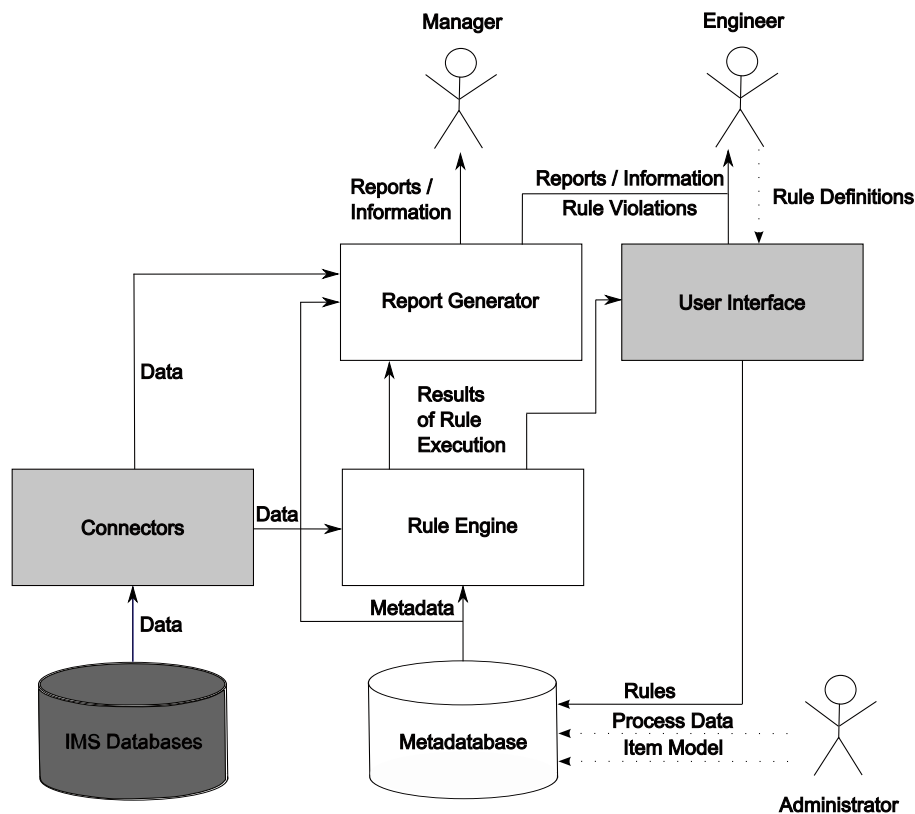 Manager
Engineer
Reports /
Information
Reports / Information
Rule Violations
Rule Definitions
Report Generator
User Interface
Data
Results
of Rule
Execution
Connectors
Data
Rule Engine
Metadata
Data
IMS Databases
Metadatabase
Rules
Process Data
Item Model
Administrator